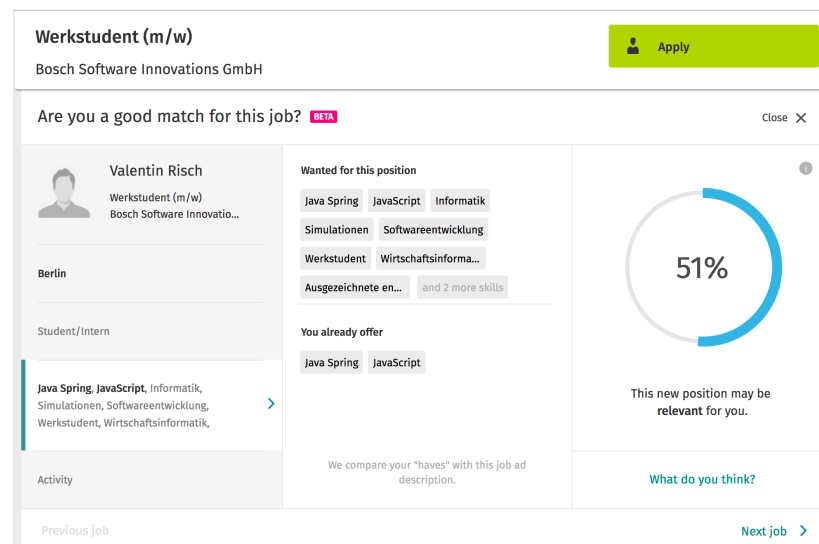 Werkstudent (m/w)
Bosch Software Innovations GmbH
Apply
Are you a good match for this job? BETA
Close
Valentin Risch
Werkstudent (m/w)
Bosch Software Innovatio...
Berlin
Student/Intern
Java Spring, JavaScript, Informatik,
Simulationen, Softwareentwicklung,
Werkstudent, Wirtschaftsinformatik,
Activity
Wanted for this position
Java Spring JavaScript Informatik
Simulationen Softwareentwicklung
Werkstudent Wirtschaftsinforma...
Ausgezeichnete en... and 2 more skills
You already offer
Java Spring JavaScript
We compare your "haves" with this job ad
description.
51%
This new position may be
relevant for you.
What do you think?
Previous job
Next job